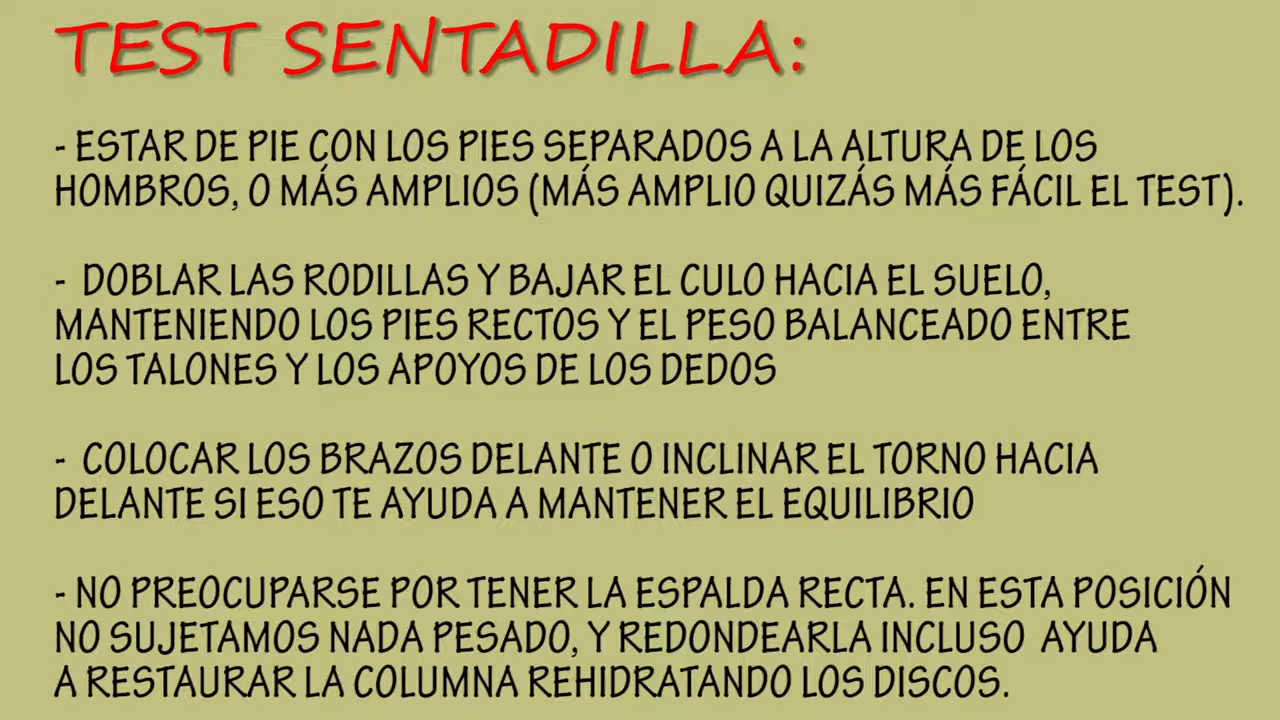 TEST SENTADILLA:
- ESTAR DE PIE CON LOS PIES SEPARADOS A LA ALTURA DE LOS
HOMBROS, O MÁS AMPLIOS (MÁS AMPLIO QUIZÁS MÁS FÁCIL EL TEST).
- DOBLAR LAS RODILLAS Y BAJAR EL CULO HACIA EL SUELO,
MANTENIENDO LOS PIES RECTOS Y EL PESO BALANCEADO ENTRE
LOS TALONES Y LOS APOYOS DE LOS DEDOS
- COLOCAR LOS BRAZOS DELANTE O INCLINAR EL TORNO HACIA
DELANTE SI ESO TE AYUDA A MANTENER EL EQUILIBRIO
- NO PREOCUPARSE POR TENER LA ESPALDA RECTA. EN ESTA POSICIÓN
NO SUJETAMOS NADA PESADO, Y REDONDEARLA INCLUSO AYUDA
A RESTAURAR LA COLUMNA REHIDRATANDO LOS DISCOS.